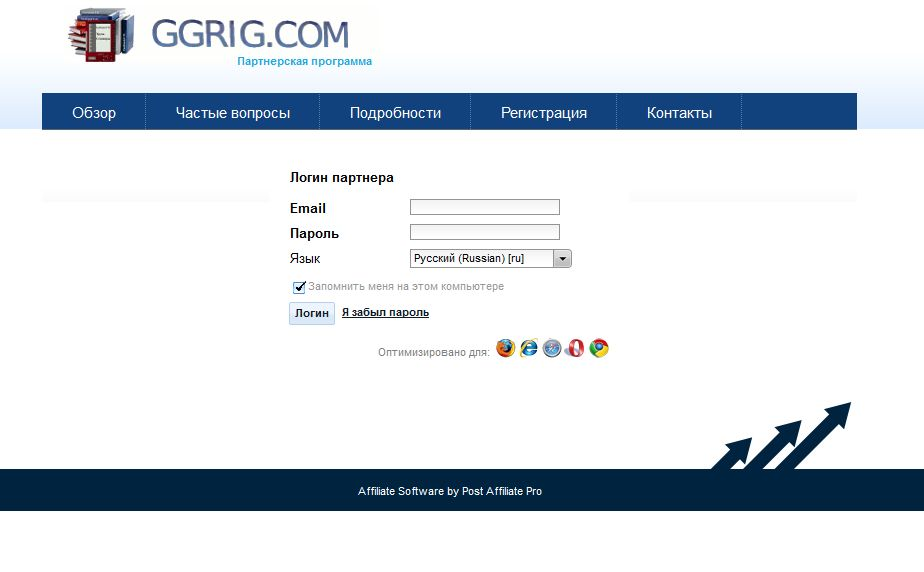 GGRIG.COM
Партнерская программа
Обзор Частые вопросы Подробности Регистрация Контакты
Логин партнера
Email
Пароль
Язык Русский (Russian) [ru]
Запомнить меня на этом компьютере
Логин Я забыл пароль
Оптимизировано для:
Affiliate Software by Post Affiliate Pro